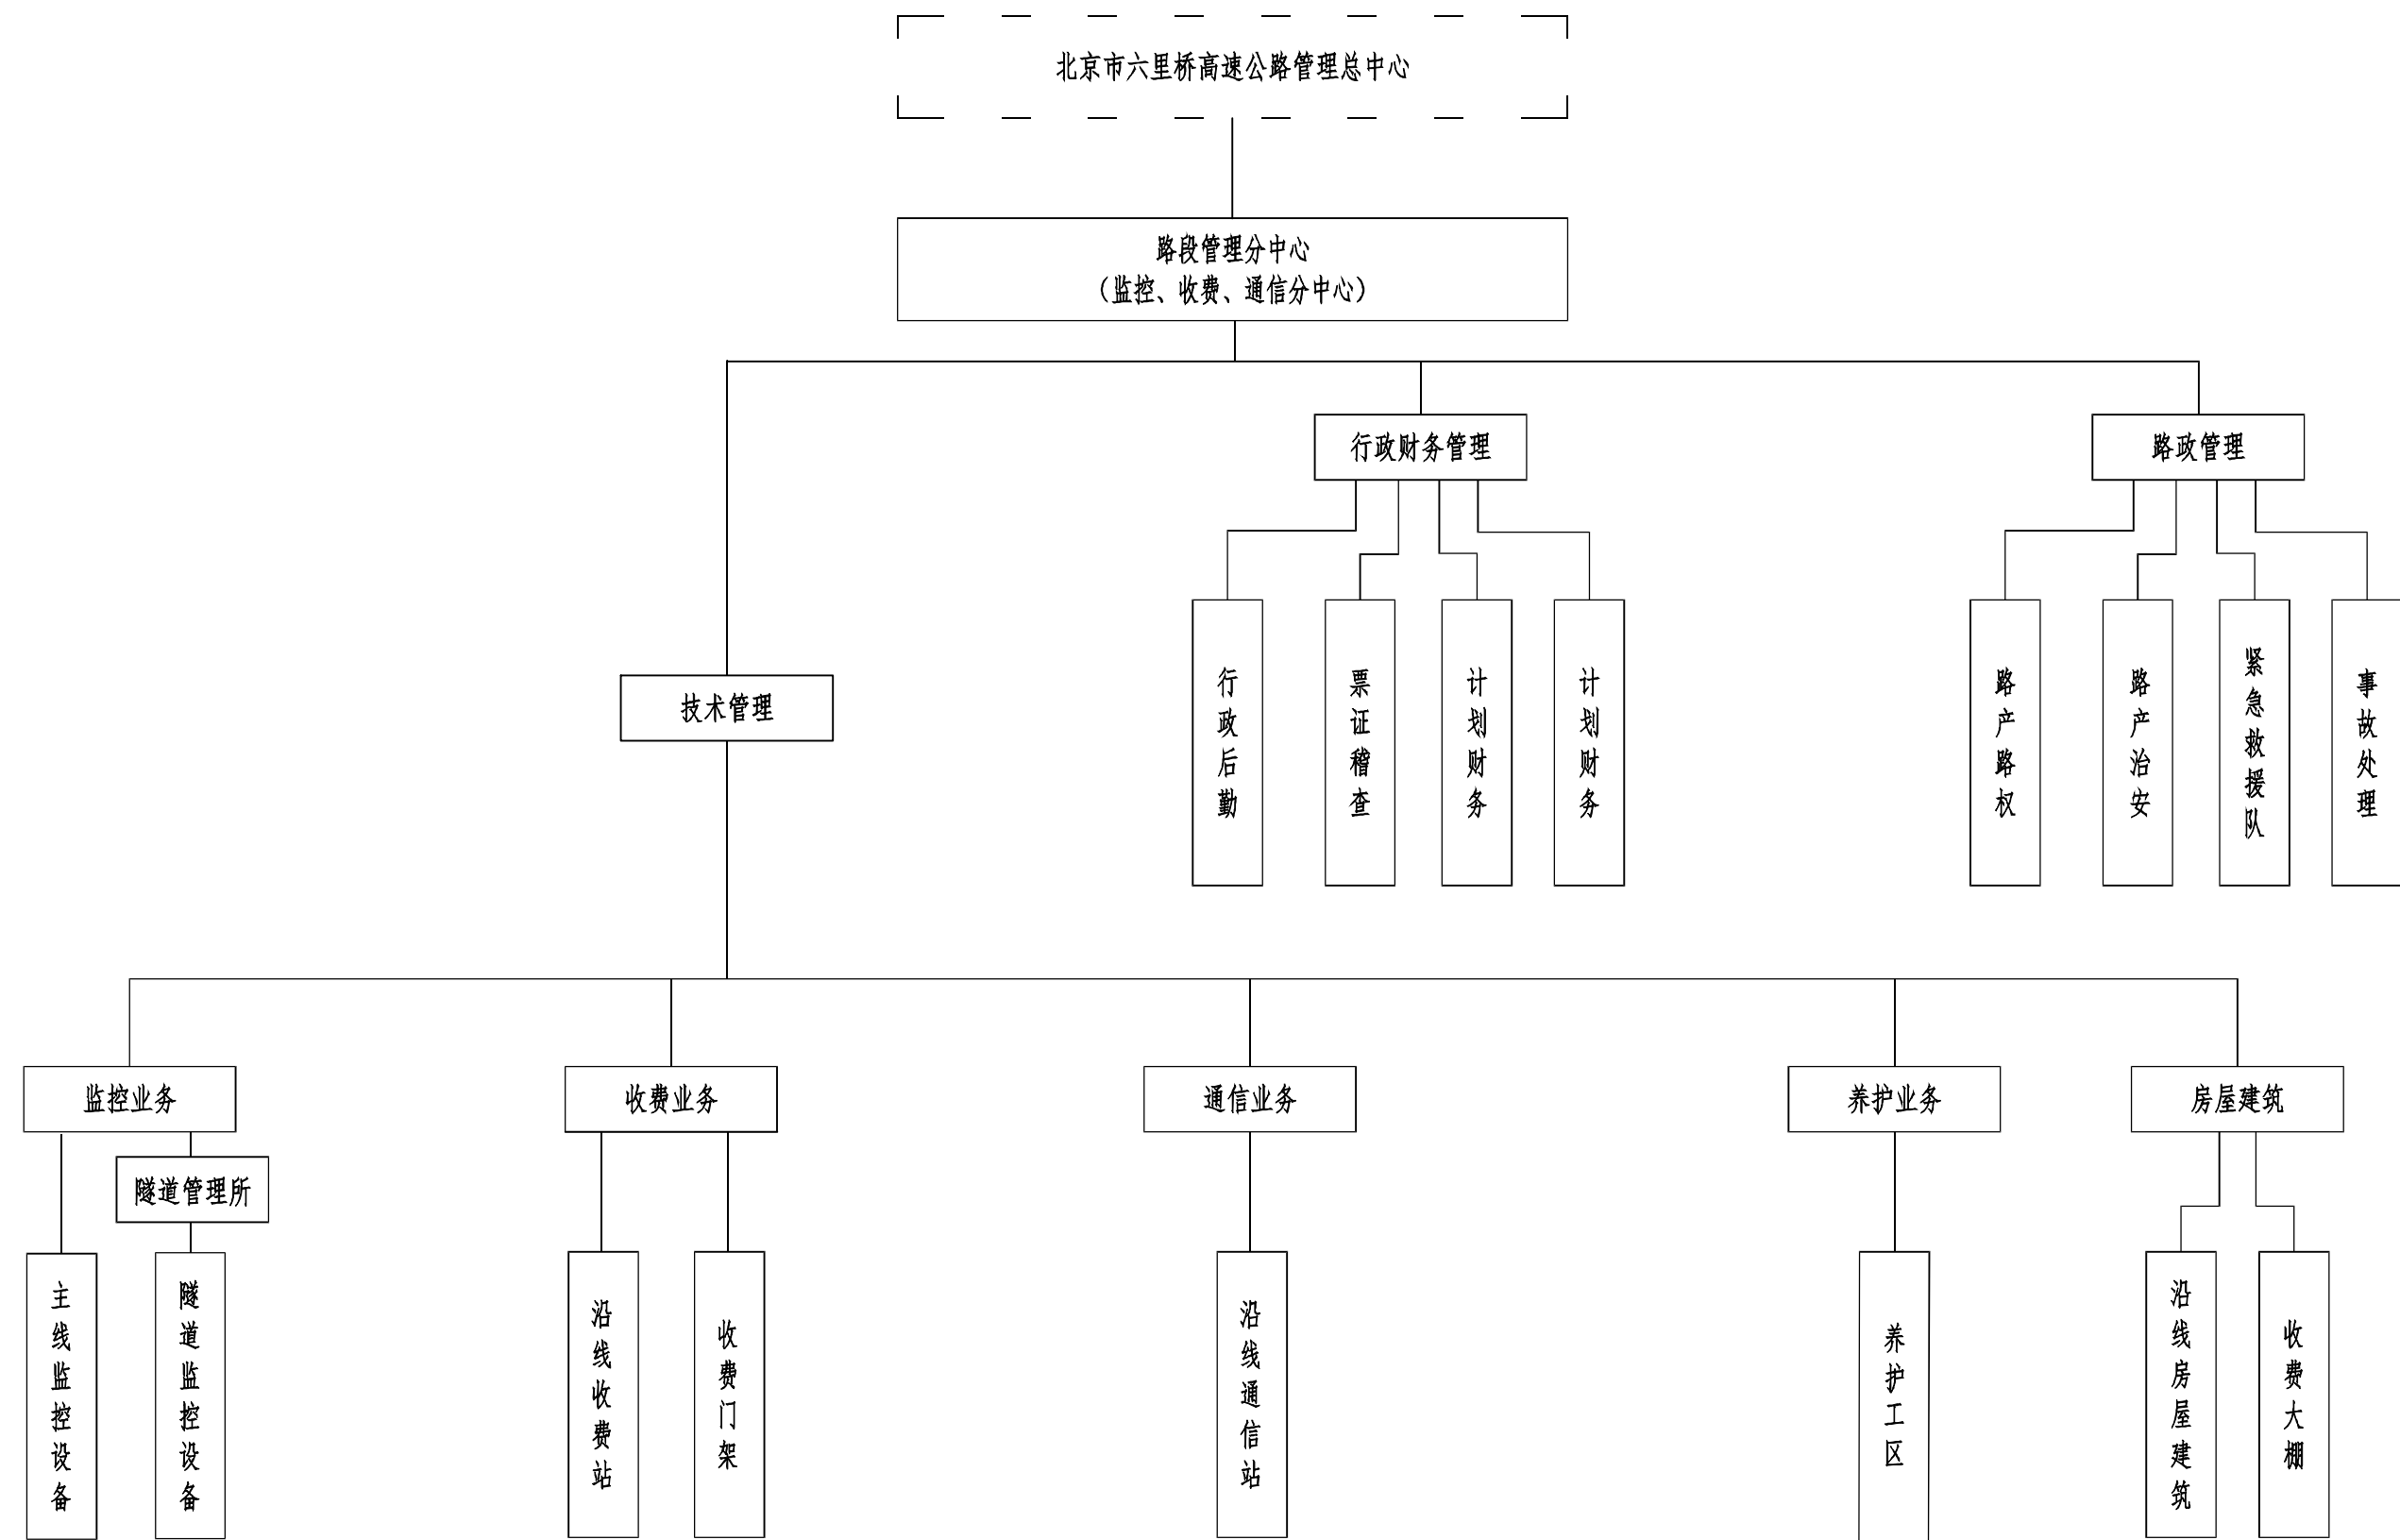 北京市六里桥高速公路管理总中心
路段管理分中心
（监控、收费、通信分中心）
行政财务管理
路政管理
行政后勤
票证稽查
计划财务
计划财务
路产路权
路产治安
紧急救援队
事故处理
技术管理
监控业务
收费业务
通信业务
养护业务
房屋建筑
隧道管理所
主线监控设备
隧道监控设备
沿线收费站
收费门架
沿线通信站
养护工区
沿线房屋建筑
收费大棚